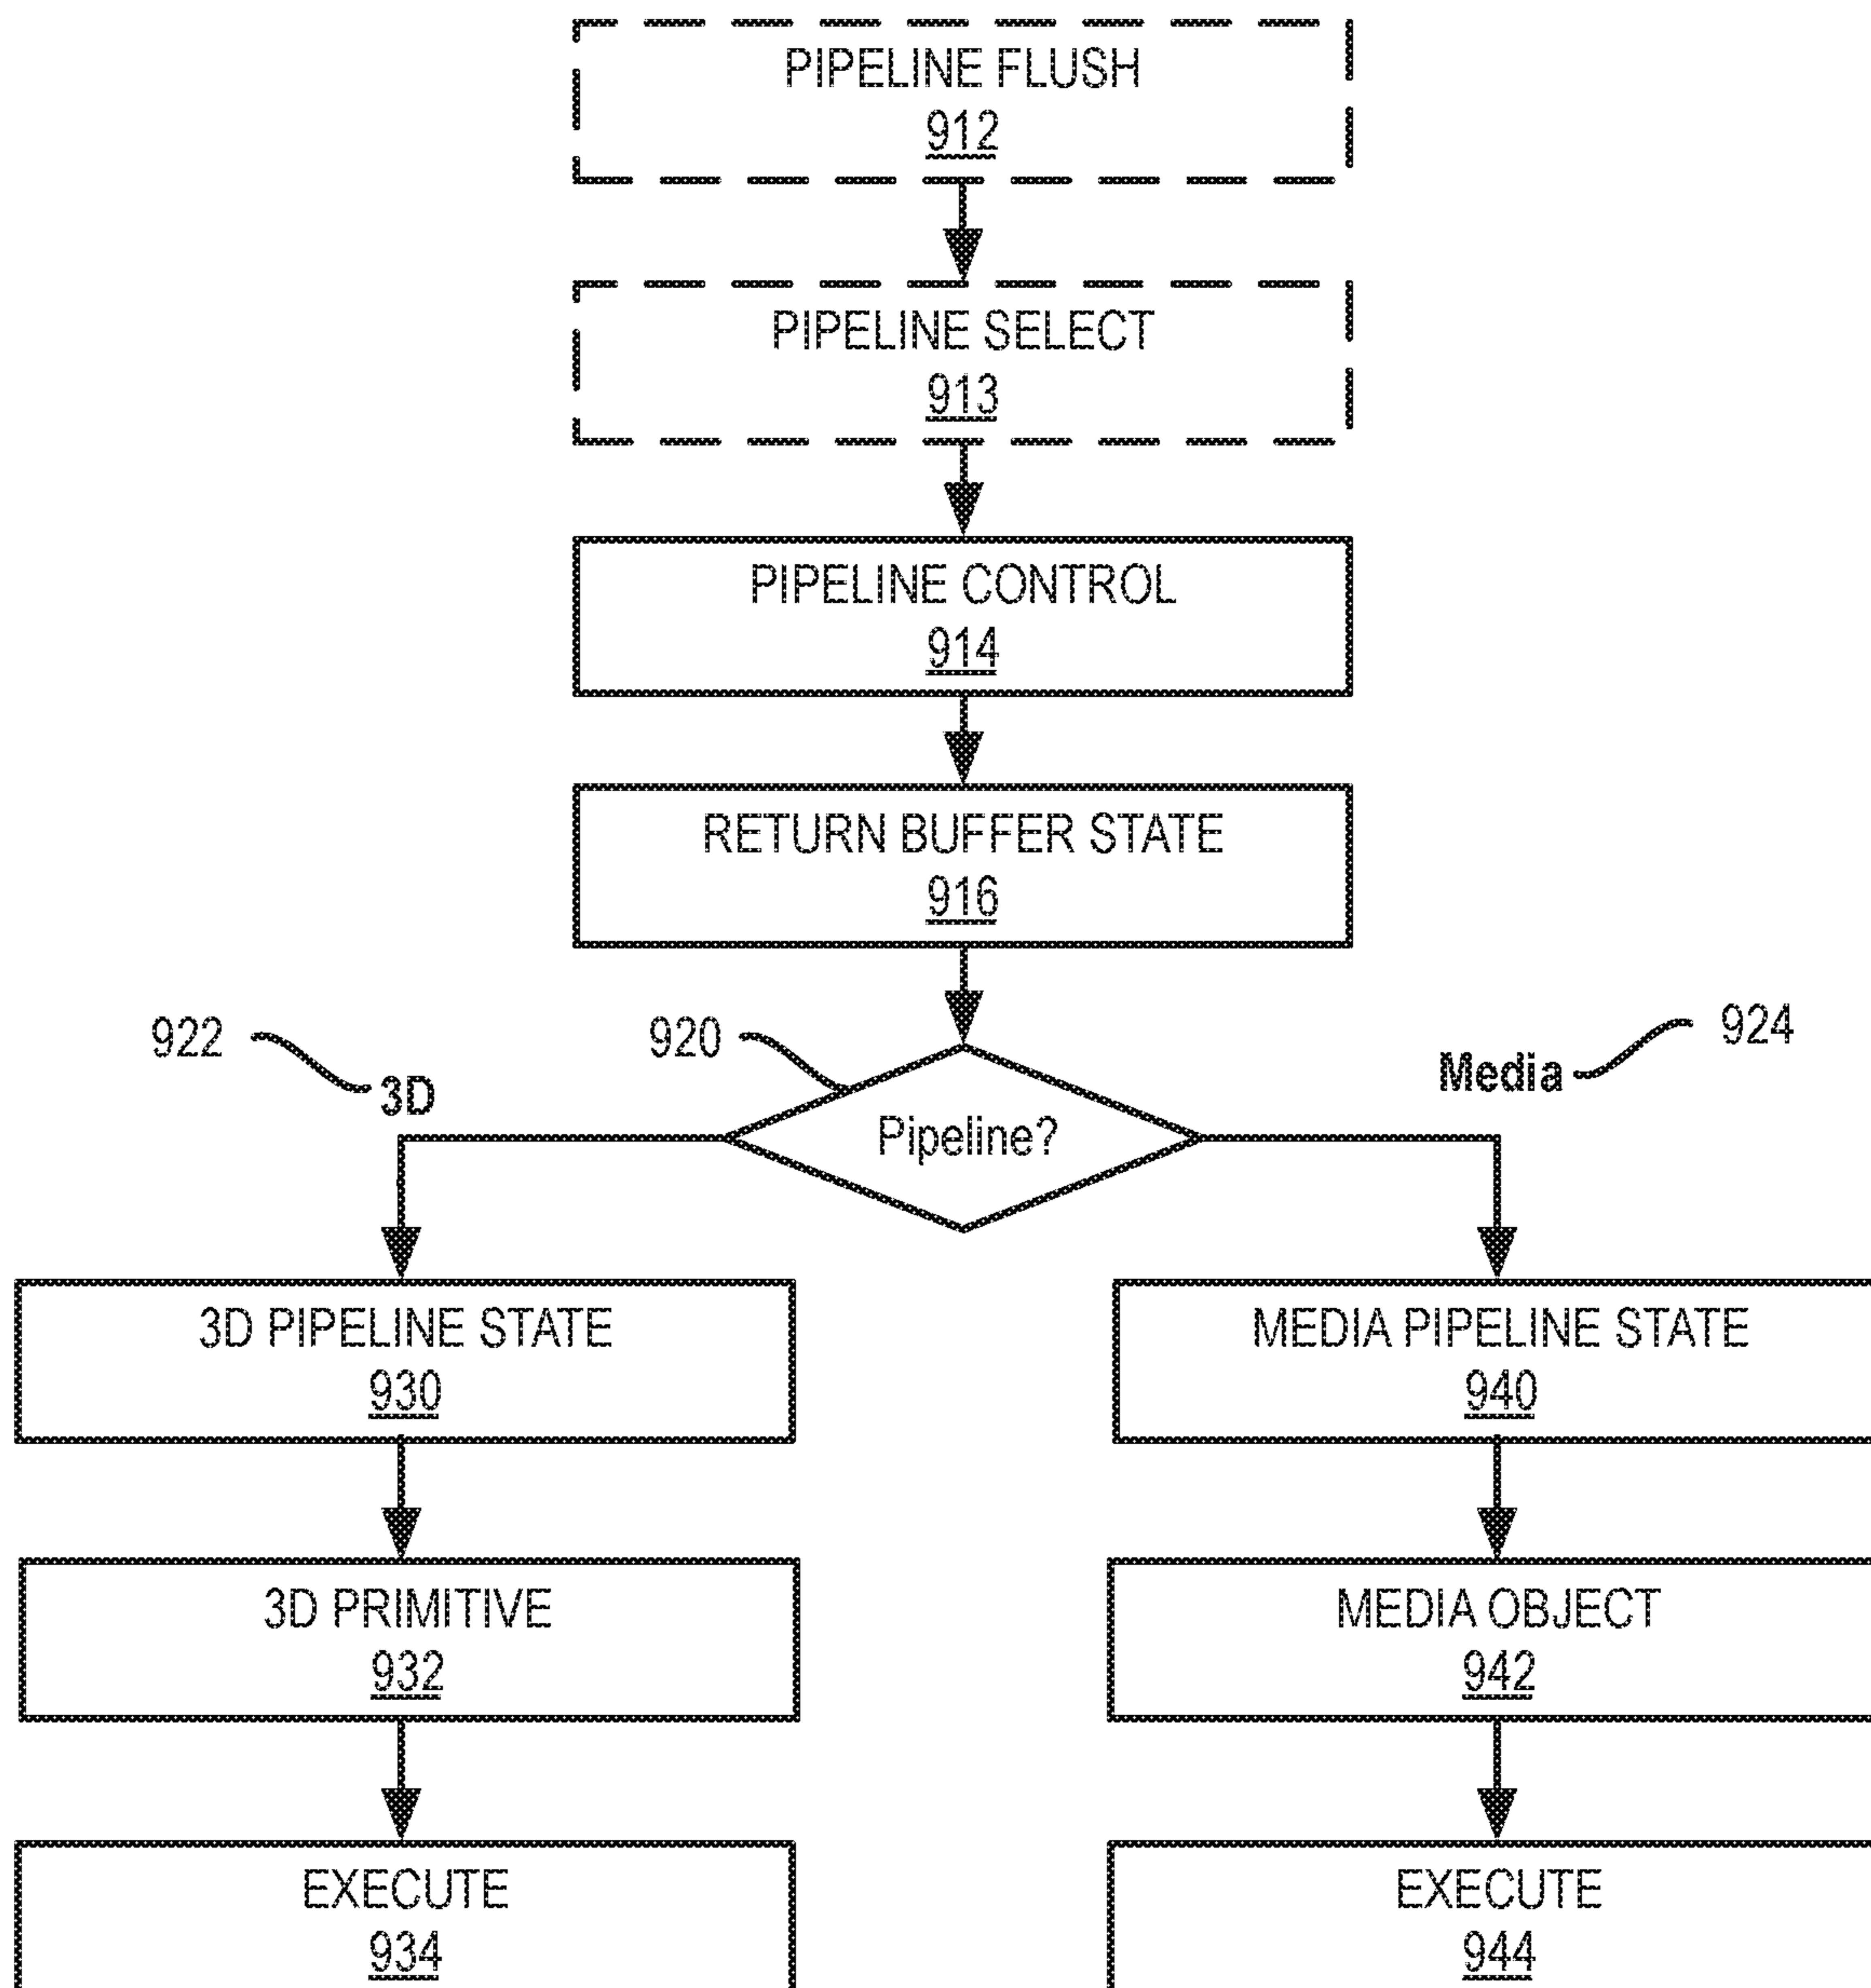 PIPELINE FLUSH
912
PIPELINE SELECT
913
PIPELINE CONTROL
914
RETURN BUFFER STATE
916
922
920
924
3D
Media
Pipeline?
3D PIPELINE STATE
930
MEDIA PIPELINE STATE
940
3D PRIMITIVE
932
MEDIA OBJECT
942
EXECUTE
934
EXECUTE
944